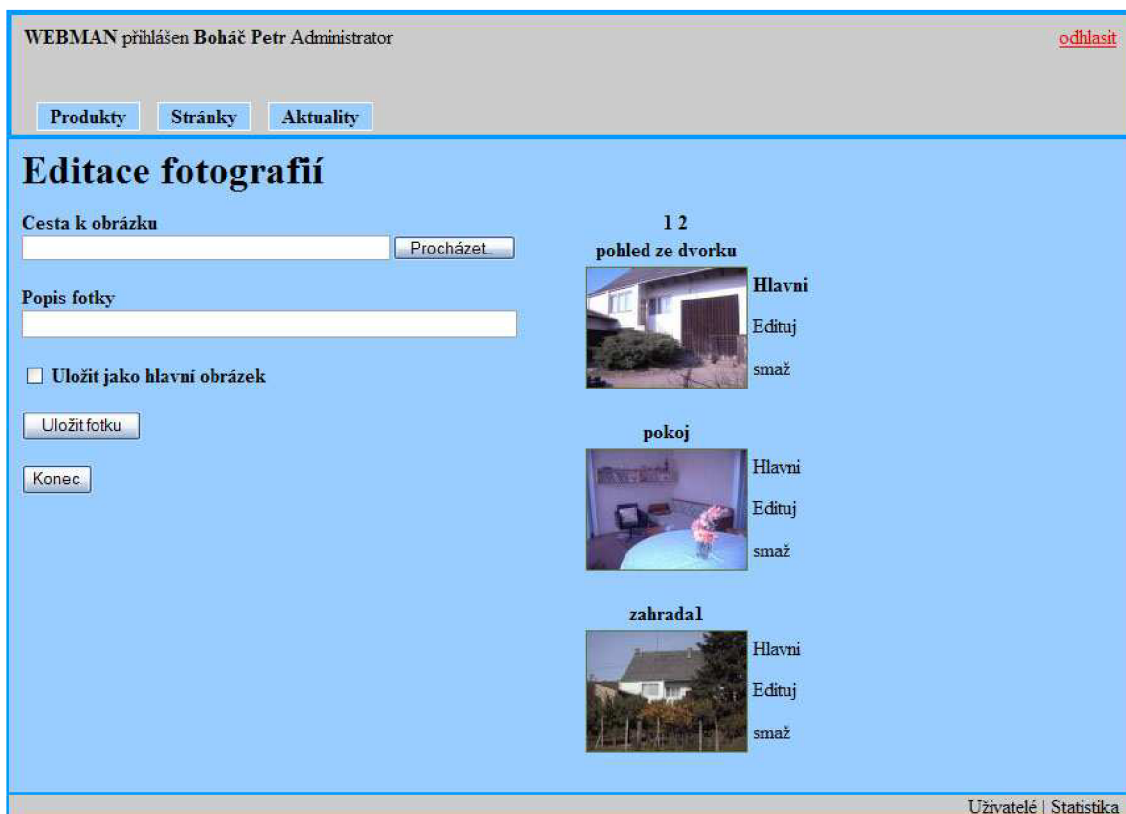 WEBMAN přihlášen Boháč Petr Administrator
odhlasit
Produkty Stránky Aktuality
Editace fotografií
Cesta k obrázku
Procházet...
Popis fotky
Uložit jako hlavní obrázek
Uložit fotku
Konec
1 2
pohled ze dvorku
Hlavni
Edituj
smaž
pokoj
Hlavni
Edituj
smaž
zahrada1
Hlavni
Edituj
smaž
Uživatelé | Statistika